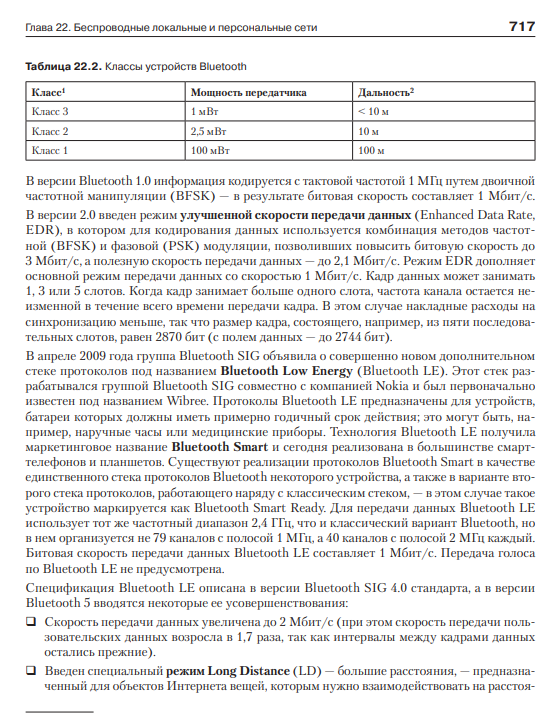 Глава 22. Беспроводные локальные и персональные сети 717
Таблица 22.2. Классы устройств Bluetooth
Класс¹ Мощность передатчика Дальность²
Класс 3 1 мВт < 10 м
Класс 2 2,5 мВт 10 м
Класс 1 100 мВт 100 м
В версии Bluetooth 1.0 информация кодируется с тактовой частотой 1 МГц путем двоичной
частотной манипуляции (BFSK) — в результате битовая скорость составляет 1 Мбит/с.
В версии 2.0 введен режим улучшенной скорости передачи данных (Enhanced Data Rate,
EDR), в котором для кодирования данных используется комбинация методов частот-
ной (BFSK) и фазовой (PSK) модуляции, позволивших повысить битовую скорость до
3 Мбит/с, а полезную скорость передачи данных — до 2,1 Мбит/с. Режим EDR дополняет
основной режим передачи данных со скоростью 1 Мбит/с. Кадр данных может занимать
1, 3 или 5 слотов. Когда кадр занимает больше одного слота, частота канала остается не-
изменной в течение всего времени передачи кадра. В этом случае накладные расходы на
синхронизацию меньше, так что размер кадра, состоящего, например, из пяти последова-
тельных слотов, равен 2870 бит (с полем данных — до 2744 бит).
В апреле 2009 года группа Bluetooth SIG объявила о совершенно новом дополнительном
стеке протоколов под названием Bluetooth Low Energy (Bluetooth LE). Этот стек раз-
рабатывался группой Bluetooth SIG совместно с компанией Nokia и был первоначально
известен под названием Wibree. Протоколы Bluetooth LE предназначены для устройств,
батареи которых должны иметь примерно годичный срок действия; это могут быть, на-
пример, наручные часы или медицинские приборы. Технология Bluetooth LE получила
маркетинговое название Bluetooth Smart и сегодня реализована в большинстве смарт-
телефонов и планшетов. Существуют реализации протоколов Bluetooth Smart в качестве
единственного стека протоколов Bluetooth некоторого устройства, а также в варианте вто-
рого стека протоколов, работающего наряду с классическим стеком, — в этом случае такое
устройство маркируется как Bluetooth Smart Ready. Для передачи данных Bluetooth LE
использует тот же частотный диапазон 2,4 ГГц, что и классический вариант Bluetooth, но
в нем организуется не 79 каналов с полосой 1 МГц, а 40 каналов с полосой 2 МГц каждый.
Битовая скорость передачи данных Bluetooth LE составляет 1 Мбит/с. Передача голоса
по Bluetooth LE не предусмотрена.
Спецификация Bluetooth LE описана в версии Bluetooth SIG 4.0 стандарта, а в версии
Bluetooth 5 вводятся некоторые ее усовершенствования:
❑ Скорость передачи данных увеличена до 2 Мбит/с (при этом скорость передачи поль-
зовательских данных возросла в 1,7 раза, так как интервалы между кадрами данных
остались прежние).
❑ Введен специальный режим Long Distance (LD) — большие расстояния, — предназна-
ченный для объектов Интернета вещей, которым нужно взаимодействовать на расстоя-